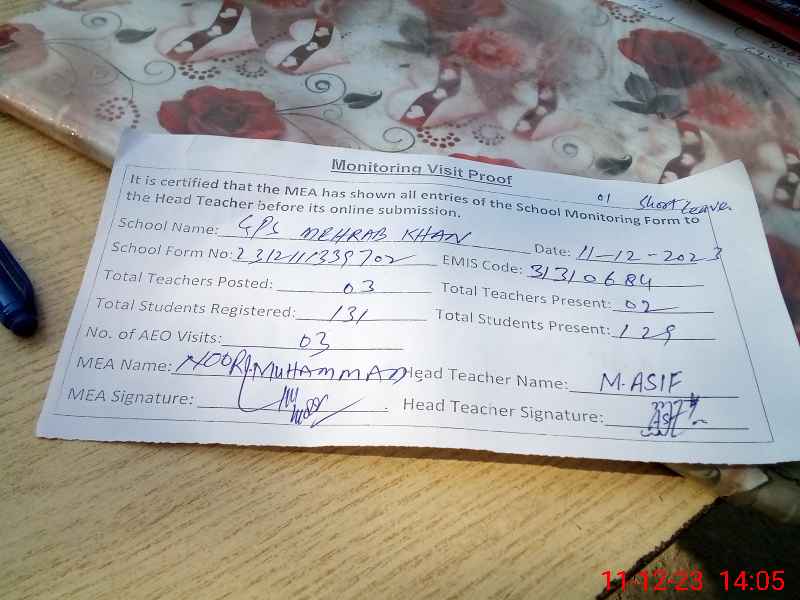 Monitoring Visit Proof
01 Short Leave
It is certified that the MEA has shown all entries of the School Monitoring Form to
the Head Teacher before its online submission.
School Name: GPS MEHRAB KHAN Date: 11-12-2023
School Form No: 2312111339702 EMIS Code: 31310684
Total Teachers Posted: 03 Total Teachers Present: 02
Total Students Registered: 131 Total Students Present: 129
No. of AEO Visits: 03
MEA Name: NOOR MUHAMMAD Head Teacher Name: M. ASIF
MEA Signature: Head Teacher Signature:
11-12-23 14:05